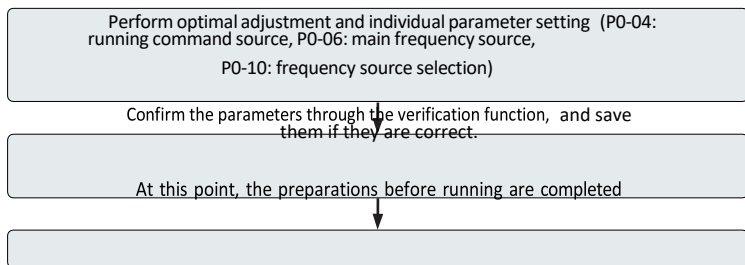 Perform optimal adjustment and individual parameter setting (P0-04:
running command source, P0-06: main frequency source,
P0-10: frequency source selection)
Confirm the parameters through the verification function, and save
them if they are correct.
At this point, the preparations before running are completed